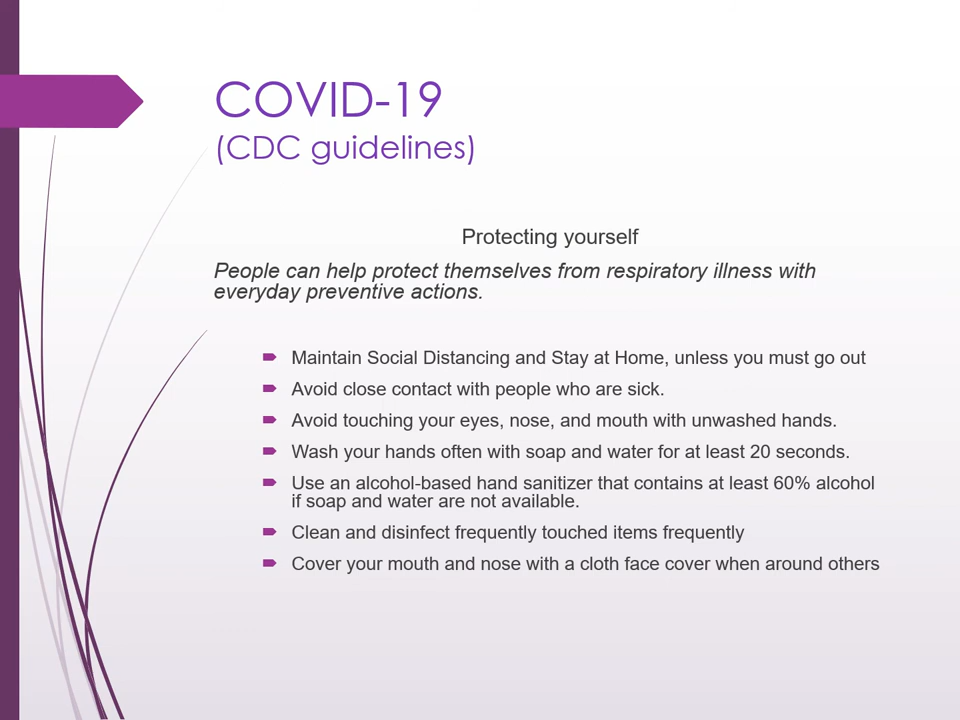 COVID-19
(CDC guidelines)
Protecting yourself
People can help protect themselves from respiratory illness with
everyday preventive actions.
Maintain Social Distancing and Stay at Home, unless you must go out
Avoid close contact with people who are sick.
Avoid touching your eyes, nose, and mouth with unwashed hands.
Wash your hands often with soap and water for at least 20 seconds.
Use an alcohol-based hand sanitizer that contains at least 60% alcohol
if soap and water are not available.
Clean and disinfect frequently touched items frequently
Cover your mouth and nose with a cloth face cover when around others